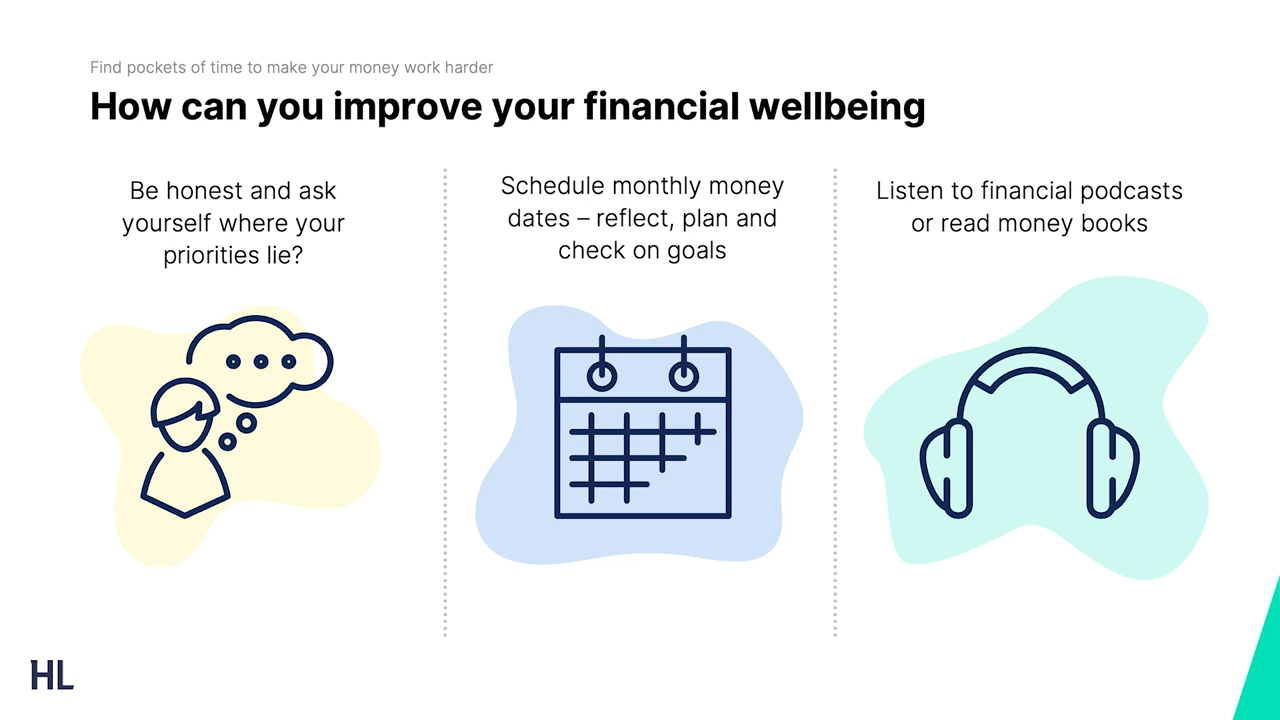 Find pockets of time to make your money work harder
How can you improve your financial wellbeing
Be honest and ask
yourself where your
priorities lie?
Schedule monthly money
dates – reflect, plan and
check on goals
Listen to financial podcasts
or read money books
HL